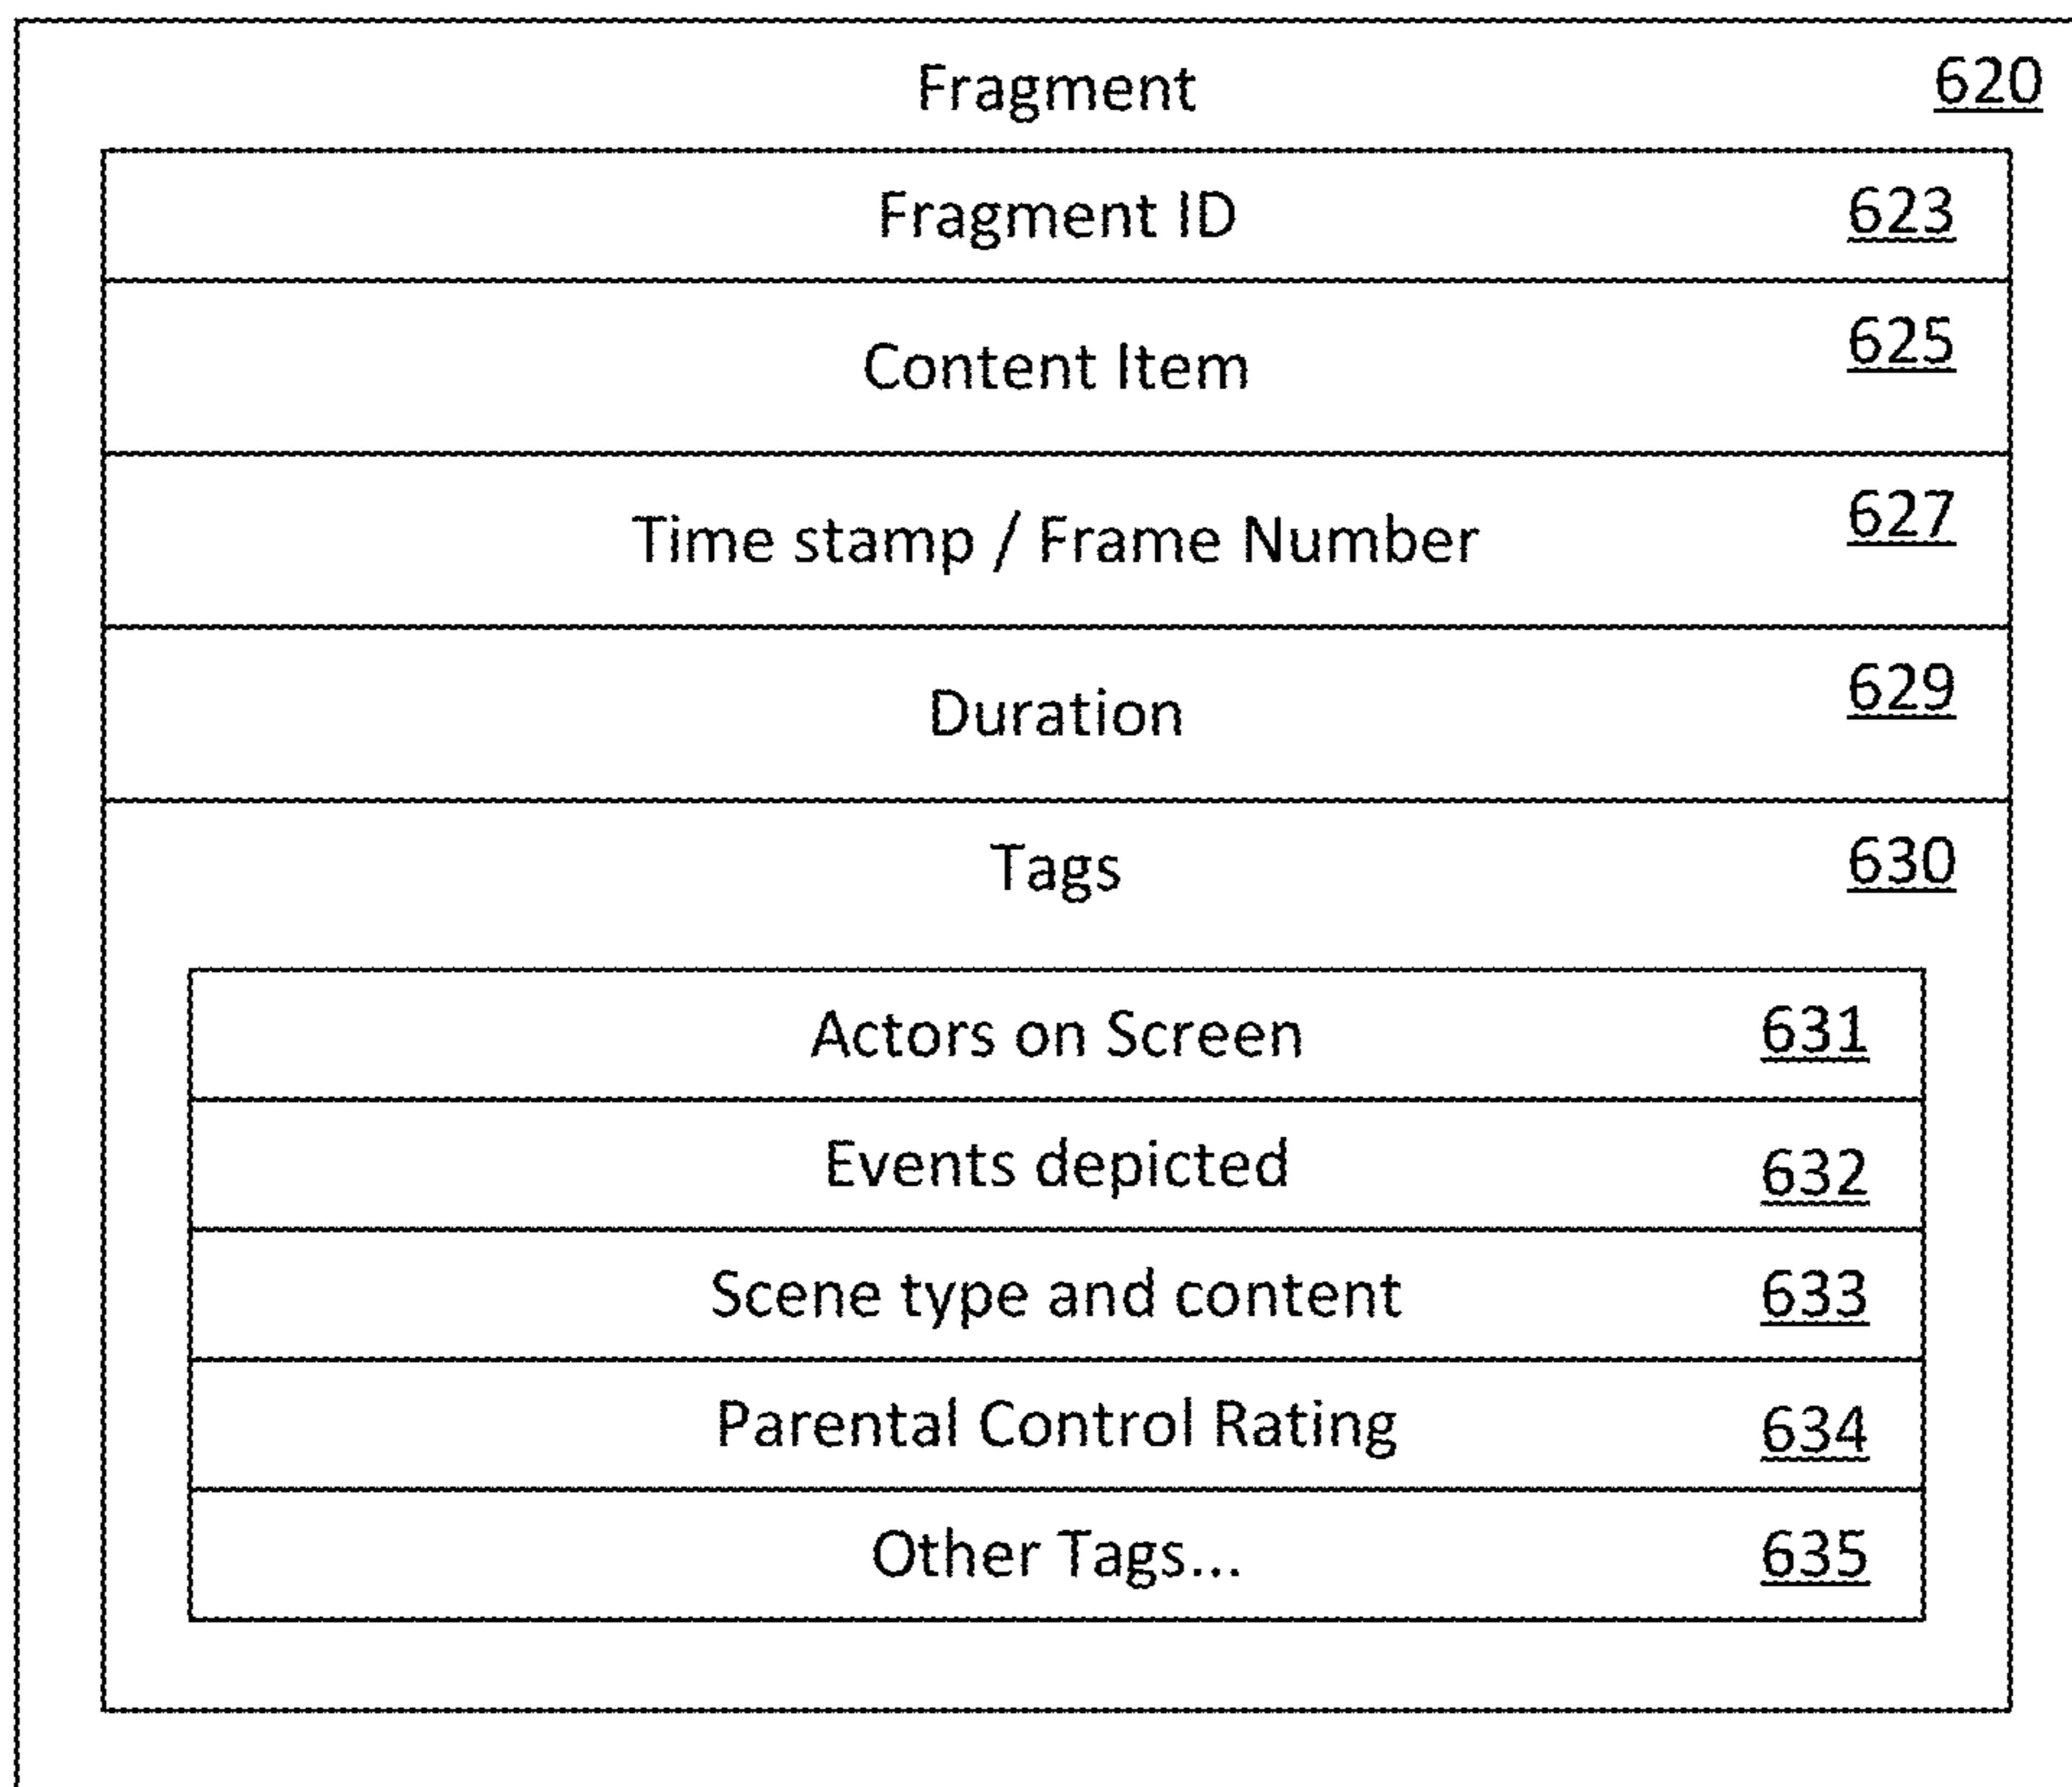 Fragment 620
Fragment ID 623
Content Item 625
Time stamp / Frame Number 627
Duration 629
Tags 630
Actors on Screen 631
Events depicted 632
Scene type and content 633
Parental Control Rating 634
Other Tags... 635